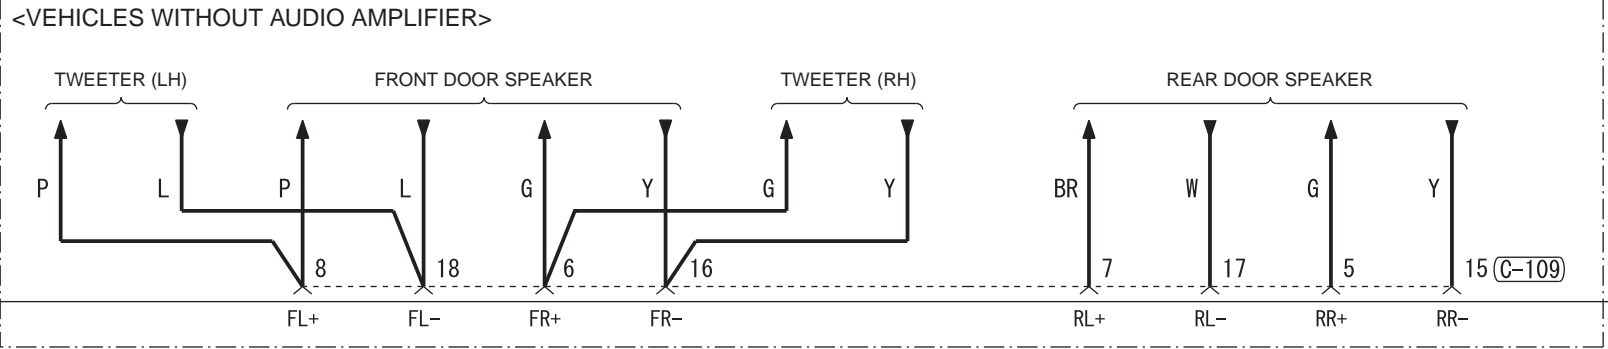 <VEHICLES WITHOUT AUDIO AMPLIFIER>
TWEETER (LH) FRONT DOOR SPEAKER TWEETER (RH) REAR DOOR SPEAKER
P L P L G Y G Y BR W G Y
8 18 6 16 7 17 5 15 C-109
FL+ FL- FR+ FR- RL+ RL- RR+ RR-